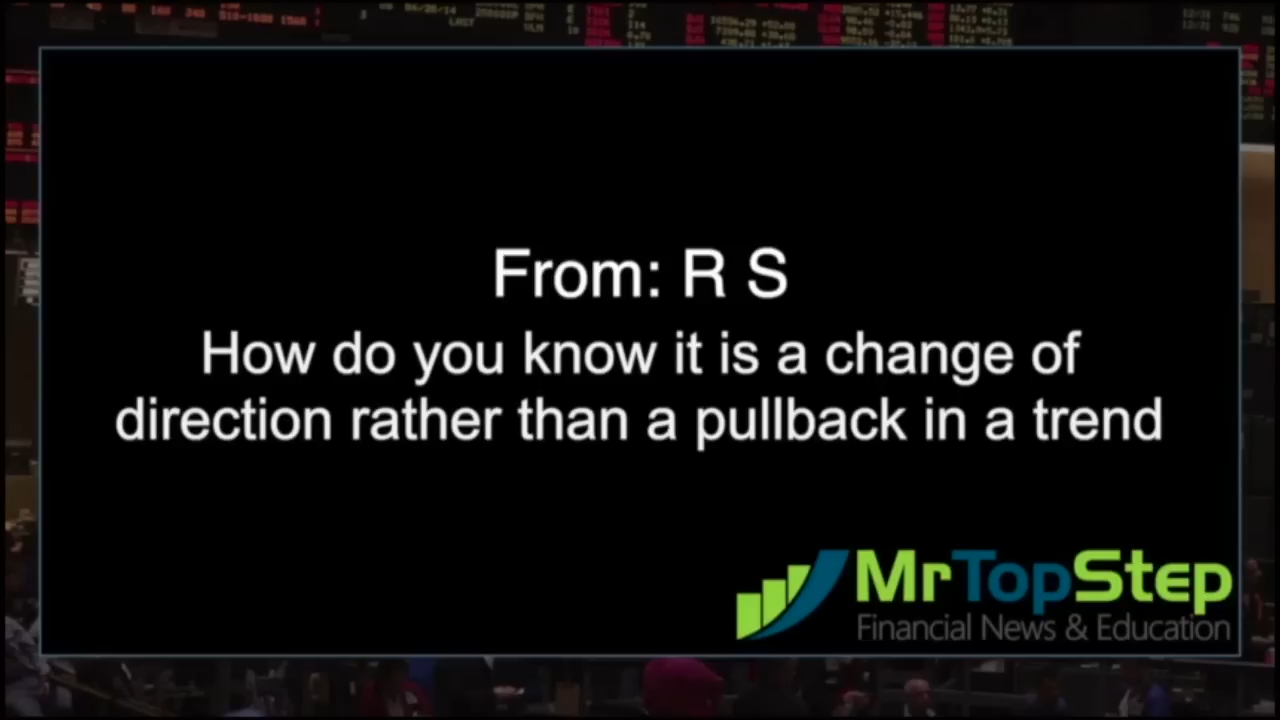 From: R S
How do you know it is a change of
direction rather than a pullback in a trend
MrTopStep
Financial News & Education